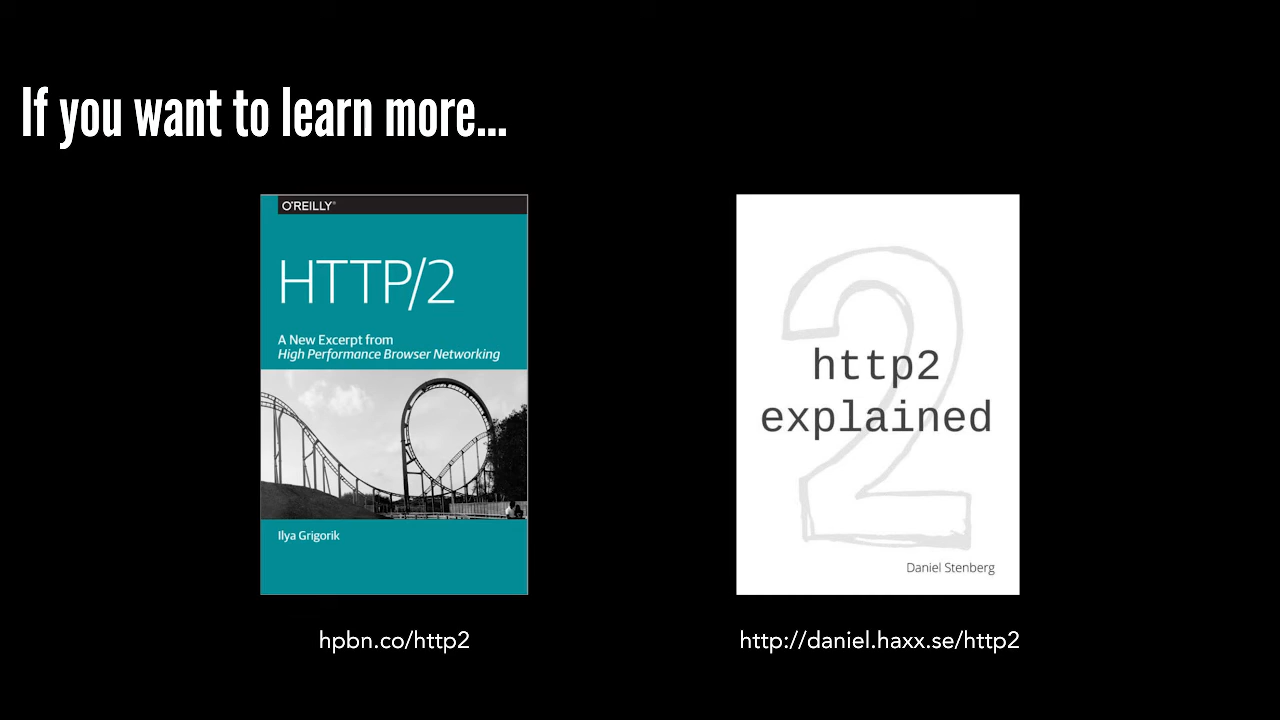 If you want to learn more...
O'REILLY®
HTTP/2
A New Excerpt from
High Performance Browser Networking
Ilya Grigorik
hpbn.co/http2
2
http2
explained
Daniel Stenberg
http://daniel.haxx.se/http2